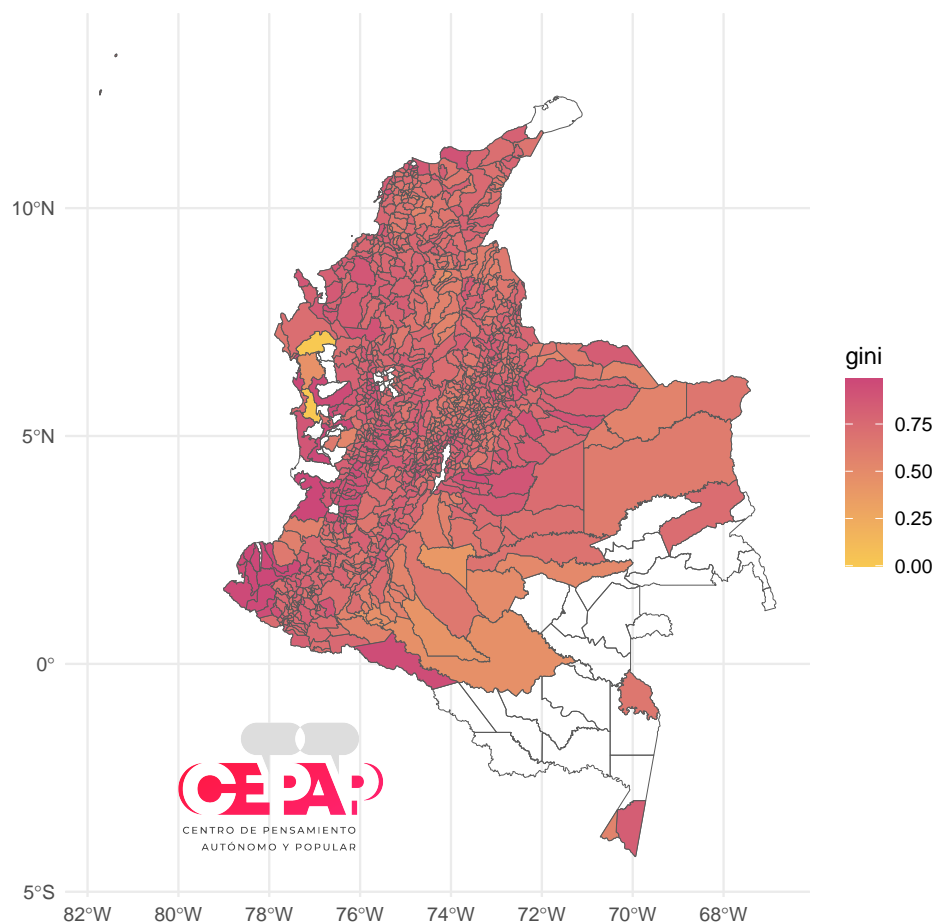 10°N
5°N
0°
5°S
82°W
80°W
78°W
76°W
74°W
72°W
70°W
68°W
gini
0.75
0.50
0.25
0.00
CEPAP
CENTRO DE PENSAMIENTO
AUTÓNOMO Y POPULAR